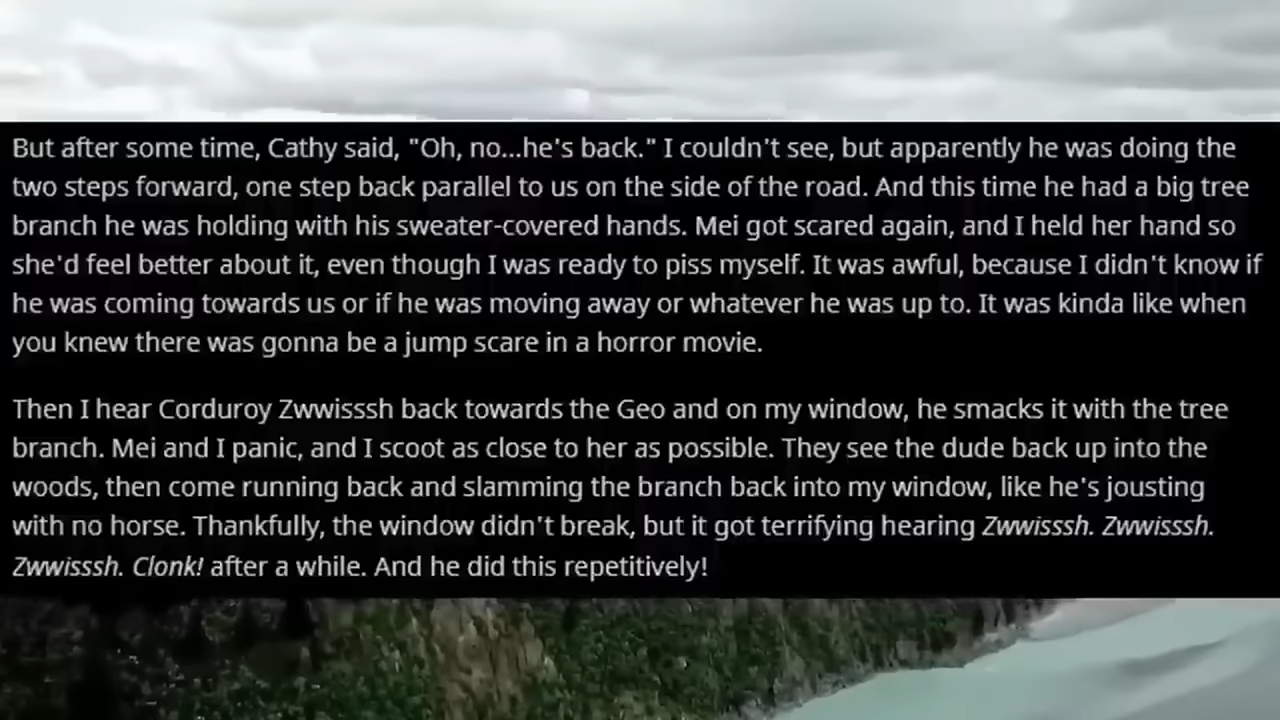 But after some time, Cathy said, "Oh, no...he's back." I couldn't see, but apparently he was doing the
two steps forward, one step back parallel to us on the side of the road. And this time he had a big tree
branch he was holding with his sweater-covered hands. Mei got scared again, and I held her hand so
she'd feel better about it, even though I was ready to piss myself. It was awful, because I didn't know if
he was coming towards us or if he was moving away or whatever he was up to. It was kinda like when
you knew there was gonna be a jump scare in a horror movie.
Then I hear Corduroy Zwwisssh back towards the Geo and on my window, he smacks it with the tree
branch. Mei and I panic, and I scoot as close to her as possible. They see the dude back up into the
woods, then come running back and slamming the branch back into my window, like he's jousting
with no horse. Thankfully, the window didn't break, but it got terrifying hearing Zwwisssh. Zwwisssh.
Zwwisssh. Clonk! after a while. And he did this repetitively!